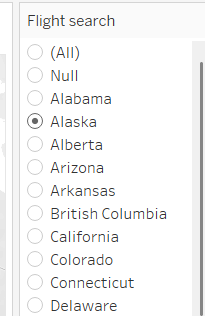 Flight search
(All)
Null
Alabama
Alaska
Alberta
Arizona
Arkansas
British Columbia
California
Colorado
Connecticut
Delaware